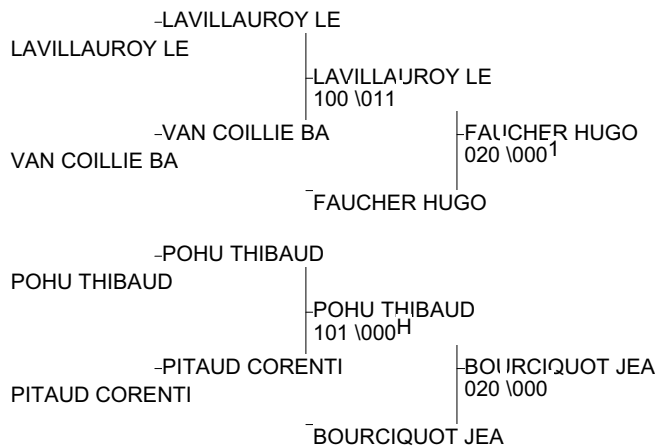 LAVILLAUROY LE
LAVILLAUROY LE
LAVILLAUROY LE
100 \011
VAN COILLIE BA
FAUCHER HUGO
020 \000 1
VAN COILLIE BA
FAUCHER HUGO
POHU THIBAUD
POHU THIBAUD
POHU THIBAUD
101 \000 H
PITAUD CORENTI
BOURCIQUOT JEA
020 \000
PITAUD CORENTI
BOURCIQUOT JEA